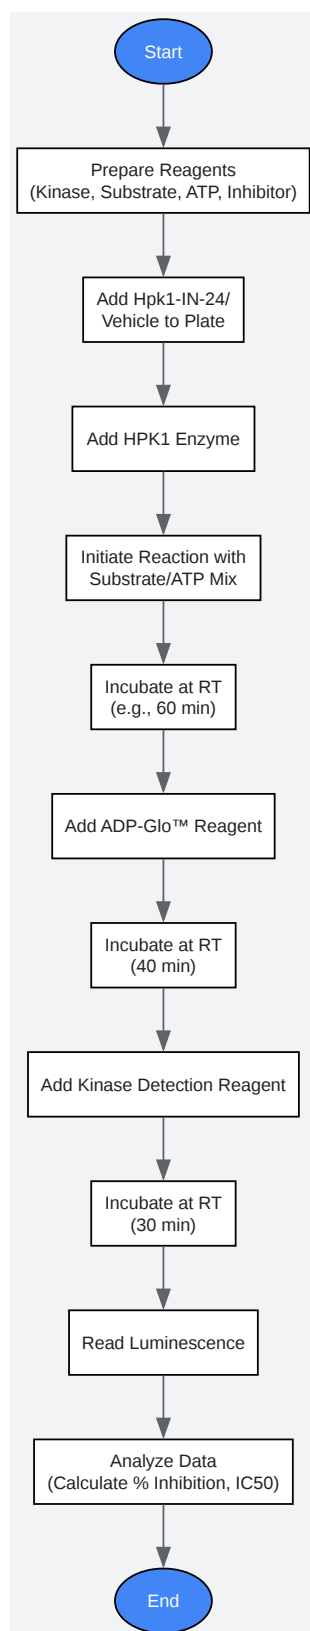 Start
Prepare Reagents
(Kinase, Substrate, ATP, Inhibitor)
Add Hpk1-IN-24/
Vehicle to Plate
Add HPK1 Enzyme
Initiate Reaction with
Substrate/ATP Mix
Incubate at RT
(e.g., 60 min)
Add ADP-Glo™ Reagent
Incubate at RT
(40 min)
Add Kinase Detection Reagent
Incubate at RT
(30 min)
Read Luminescence
Analyze Data
(Calculate % Inhibition, IC50)
End